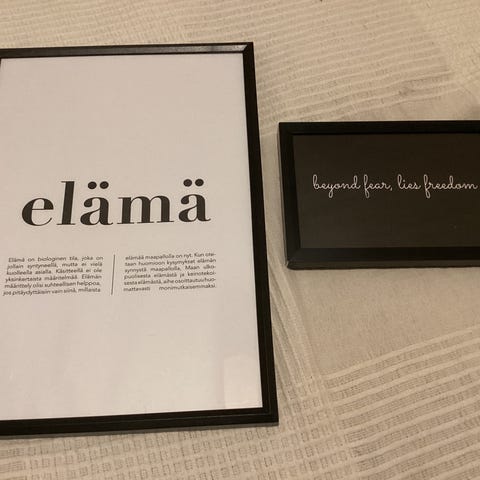 elämä
Elämä on biologinen tila, joka on
jollain syntyneellä, mutta ei vielä
kuolleella asialla. Käsitteellä ei ole
yksinkertaista määritelmää. Elämän
määrittely olisi suhteellisen helppoa,
jos pitäydyttäisiin vain siinä, millaista
elämää maapallolla on nyt. Kun ote-
taan huomioon kysymykset elämän
synnystä maapallolla, Maan ulko-
puolisesta elämästä ja keinotekoi-
sesta elämästä, aihe osoittautuu huo-
mattavasti monimutkaisemmaksi.
beyond fear, lies freedom